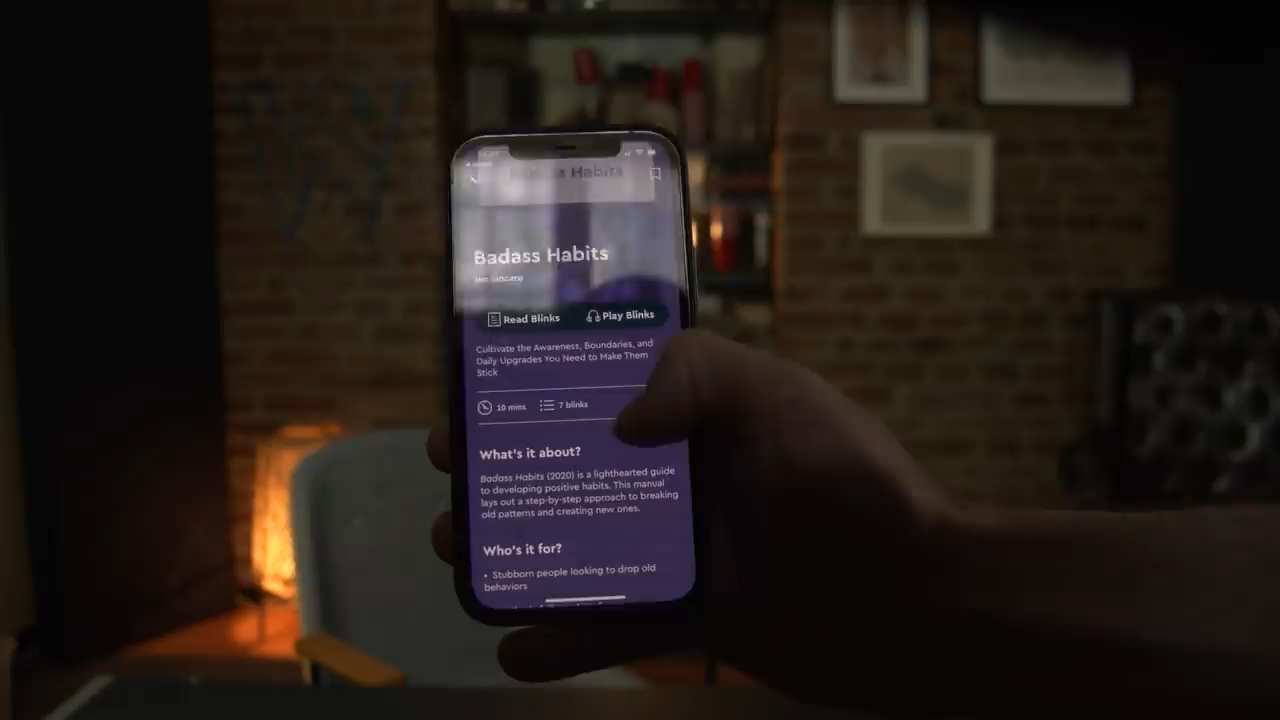 Habits
Badass Habits
Jen Sincero
Read Blinks
Play Blinks
Cultivate the Awareness, Boundaries, and
Daily Upgrades You Need to Make Them
Stick
10 mins
7 blinks
What's it about?
Badass Habits (2020) is a lighthearted guide
to developing positive habits. This manual
lays out a step-by-step approach to breaking
old patterns and creating new ones.
Who's it for?
• Stubborn people looking to drop old
behaviors